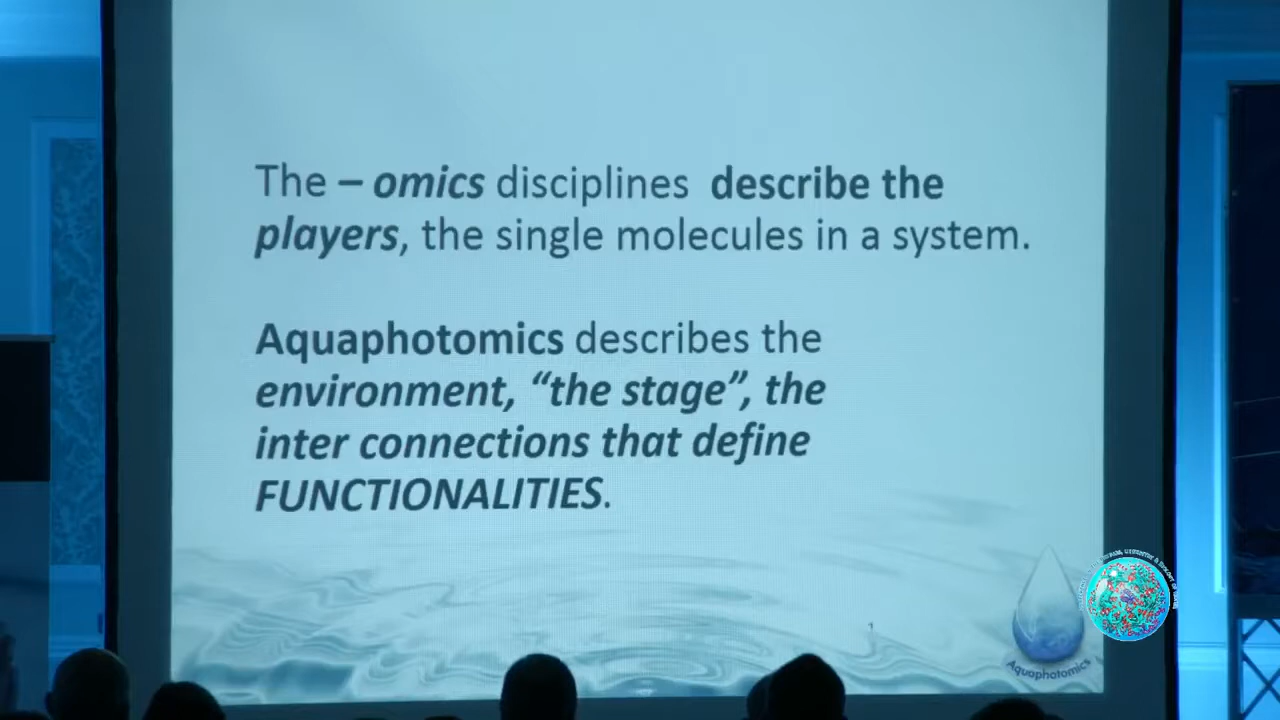 The – omics disciplines describe the
players, the single molecules in a system.
Aquaphotomics describes the
environment, “the stage”, the
inter connections that define
FUNCTIONALITIES.
Aquaphotomics